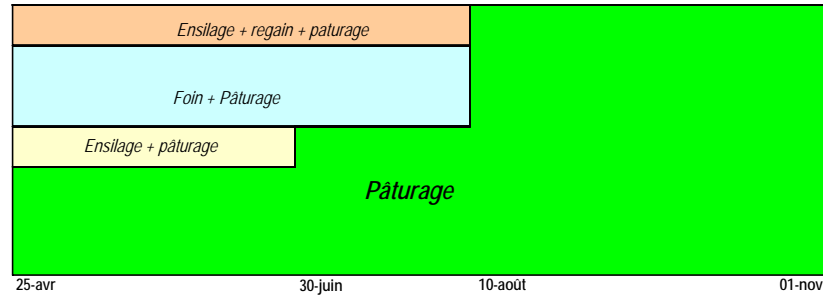 Ensilage + regain + paturage
Foin + Pâturage
Ensilage + pâturage
Pâturage
25-avr
30-juin
10-août
01-nov